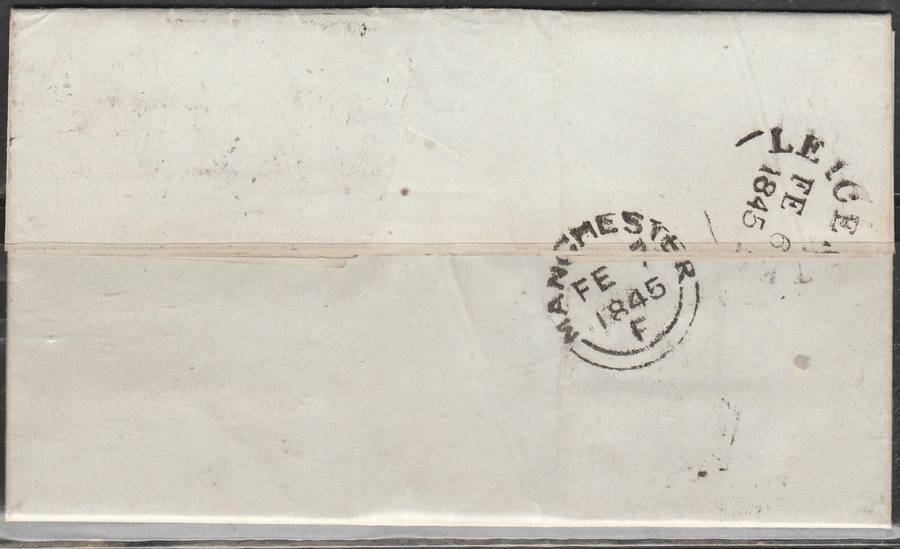 MANCHESTER
FE
1845
F
LEICE
FE 6
1845